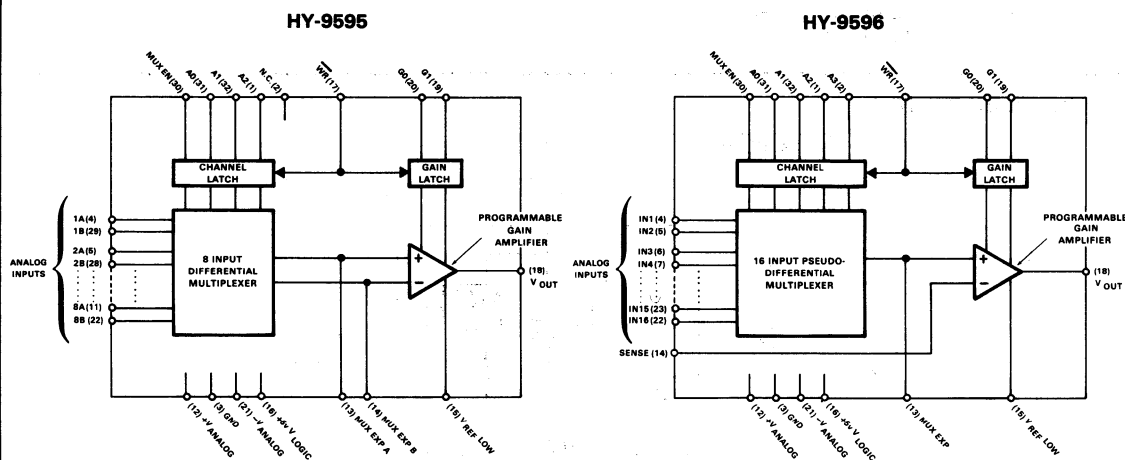 HY-9595
MUX EN(30)
A0(31)
A1(32)
A2(1)
N.C.(2)
WR(17)
G0(20)
G1(19)
CHANNEL
LATCH
GAIN
LATCH
ANALOG
INPUTS
1A(4)
1B(29)
2A(5)
2B(28)
8A(11)
8B(22)
8 INPUT
DIFFERENTIAL
MULTIPLEXER
PROGRAMMABLE
GAIN
AMPLIFIER
+
−
(18)
V OUT
(12) +V ANALOG
(3) GND
(21) −V ANALOG
(16) +5v V LOGIC
(13) MUX EXP A
(14) MUX EXP B
(15) V REF LOW
HY-9596
MUX EN(30)
A0(31)
A1(32)
A2(1)
A3(2)
WR(17)
G0(20)
G1(19)
CHANNEL
LATCH
GAIN
LATCH
ANALOG
INPUTS
IN1(4)
IN2(5)
IN3(6)
IN4(7)
IN15(23)
IN16(22)
SENSE(14)
16 INPUT PSEUDO-
DIFFERENTIAL
MULTIPLEXER
PROGRAMMABLE
GAIN
AMPLIFIER
+
−
(18)
V OUT
(12) +V ANALOG
(3) GND
(21) −V ANALOG
(16) +5v V LOGIC
(13) MUX EXP
(15) V REF LOW